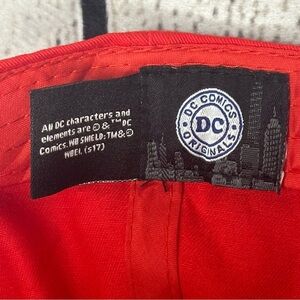 All DC characters and
elements are © & ™ DC
Comics. WB SHIELD: TM & ©
WBEI. (s17)
DC COMICS
DC
ORIGINALS